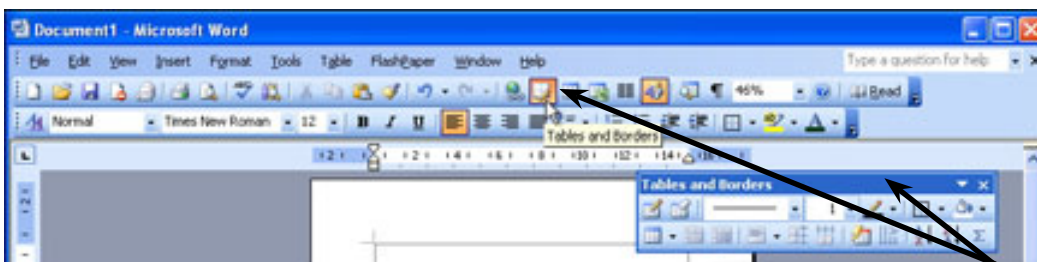 Document1 - Microsoft Word
File Edit View Insert Format Tools Table FlashPaper Window Help
Type a question for help
46% Read
Normal Times New Roman 12 B I U
Tables and Borders
Tables and Borders